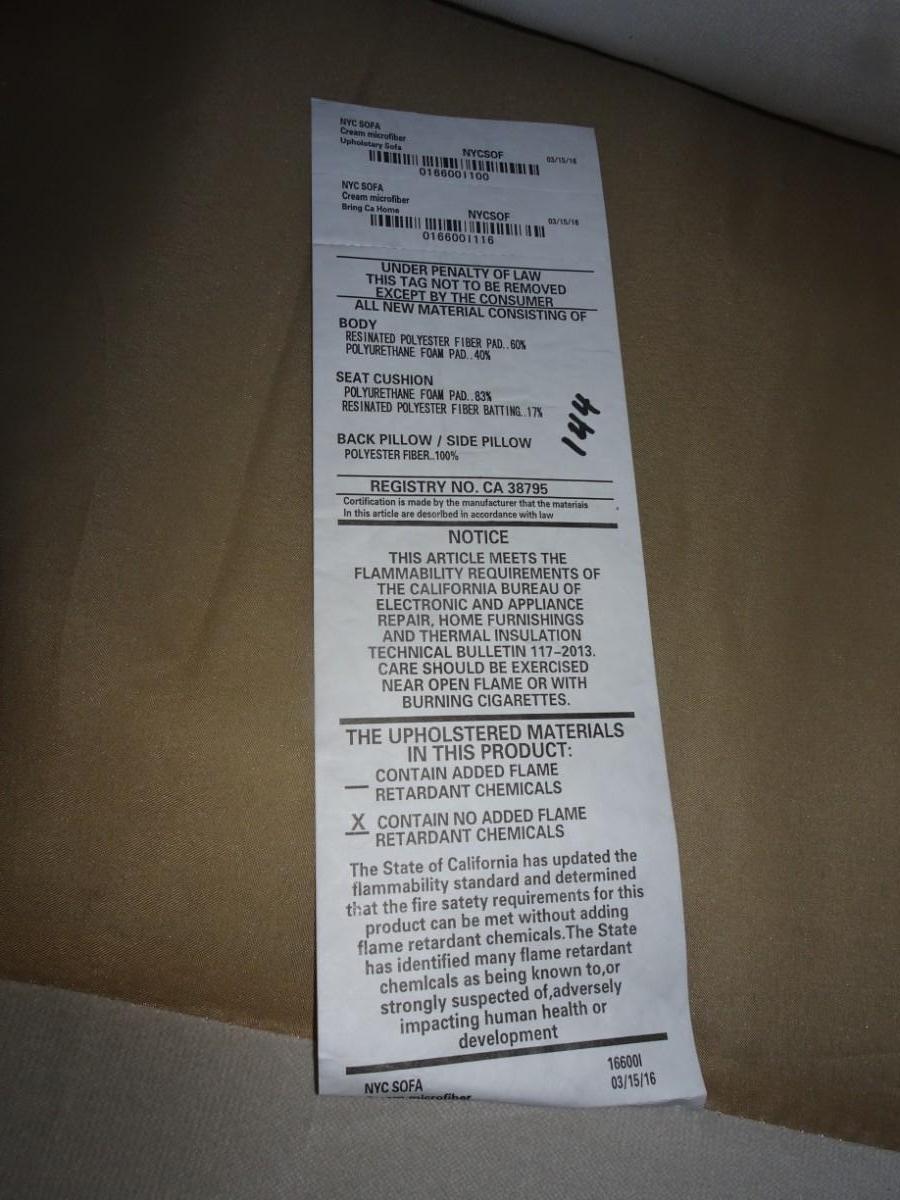 NYC SOFA
Cream microfiber
Upholstary Sofa
NYCSOF 03/15/16
0166001100
NYC SOFA
Cream microfiber
Bring Ca Home
NYCSOF 03/15/16
0166001116
UNDER PENALTY OF LAW
THIS TAG NOT TO BE REMOVED
EXCEPT BY THE CONSUMER
ALL NEW MATERIAL CONSISTING OF
BODY
RESINATED POLYESTER FIBER PAD..60%
POLYURETHANE FOAM PAD..40%
SEAT CUSHION
POLYURETHANE FOAM PAD..83%
RESINATED POLYESTER FIBER BATTING..17%
144
BACK PILLOW / SIDE PILLOW
POLYESTER FIBER..100%
REGISTRY NO. CA 38795
Cortification is made by the manufacturer that the materials
In this article are desorlbed in accordance with law
NOTICE
THIS ARTICLE MEETS THE
FLAMMABILITY REQUIREMENTS OF
THE CALIFORNIA BUREAU OF
ELECTRONIC AND APPLIANCE
REPAIR, HOME FURNISHINGS
AND THERMAL INSULATION
TECHNICAL BULLETIN 117-2013.
CARE SHOULD BE EXERCISED
NEAR OPEN FLAME OR WITH
BURNING CIGARETTES.
THE UPHOLSTERED MATERIALS
IN THIS PRODUCT:
__ CONTAIN ADDED FLAME
RETARDANT CHEMICALS
X CONTAIN NO ADDED FLAME
RETARDANT CHEMICALS
The State of California has updated the
flammability standard and determined
that the fire safety requirements for this
product can be met without adding
flame retardant chemicals.The State
has identified many flame retardant
chemlcals as being known to,or
strongly suspected of,adversely
impacting human health or
development
NYC SOFA
166001
03/15/16
microfiber